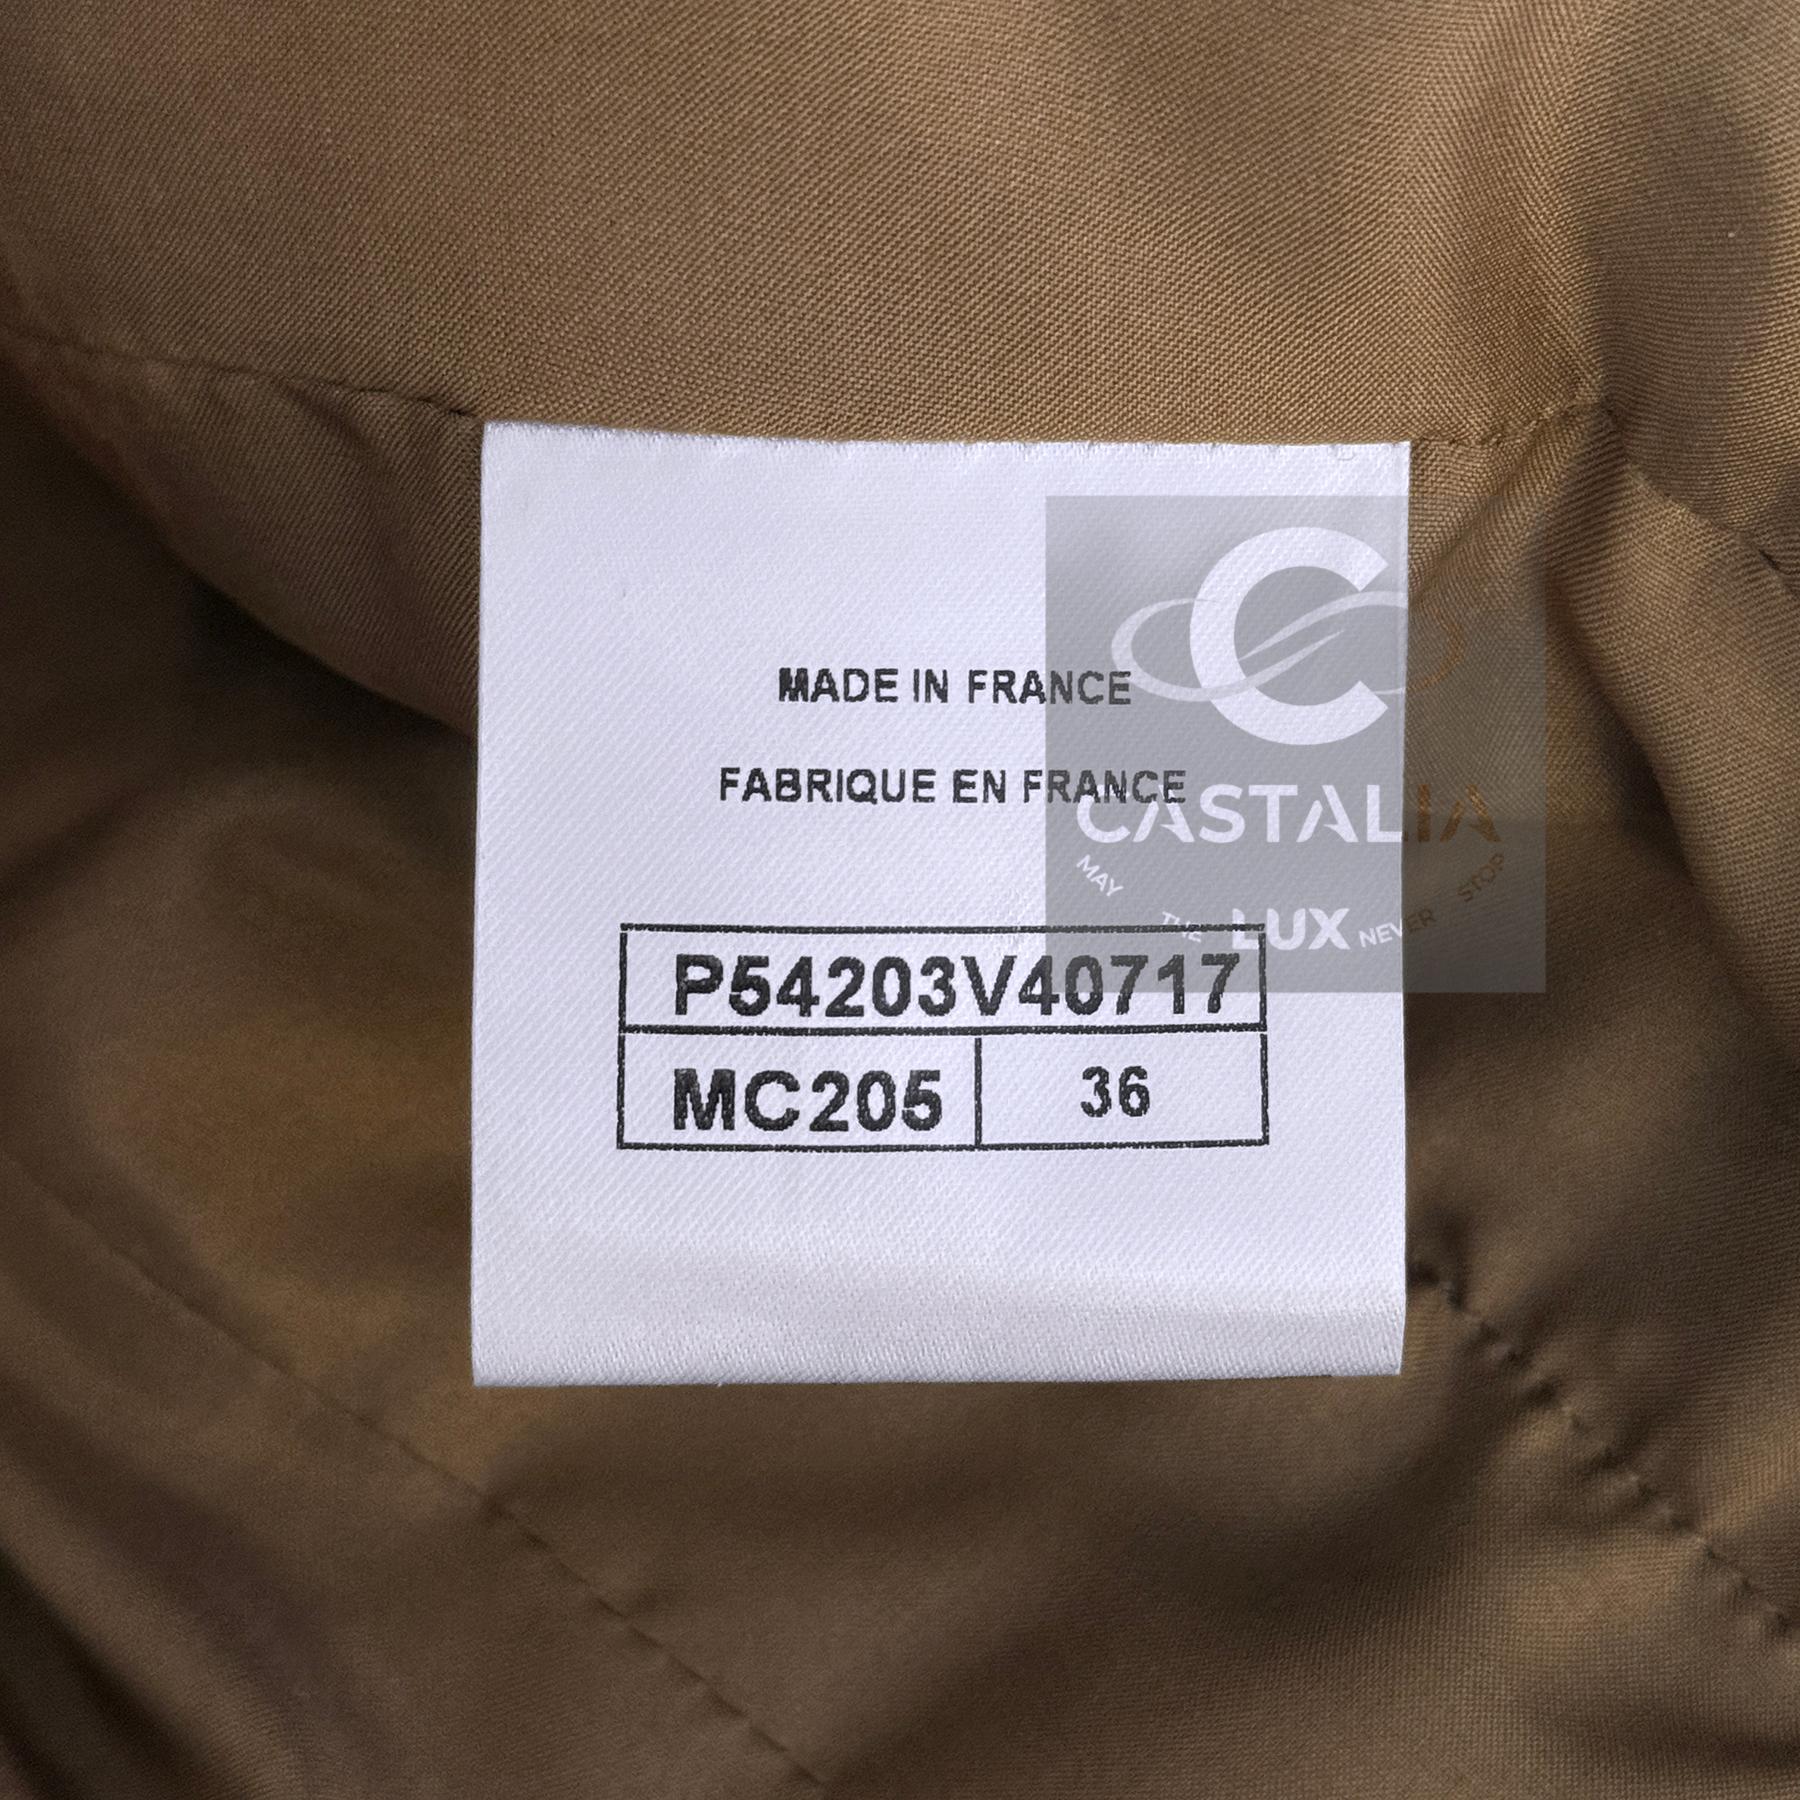 MADE IN FRANCE
FABRIQUE EN FRANCE
P54203V40717
MC205 36
C
CASTALIA
MAY THE LUX NEVER STOP